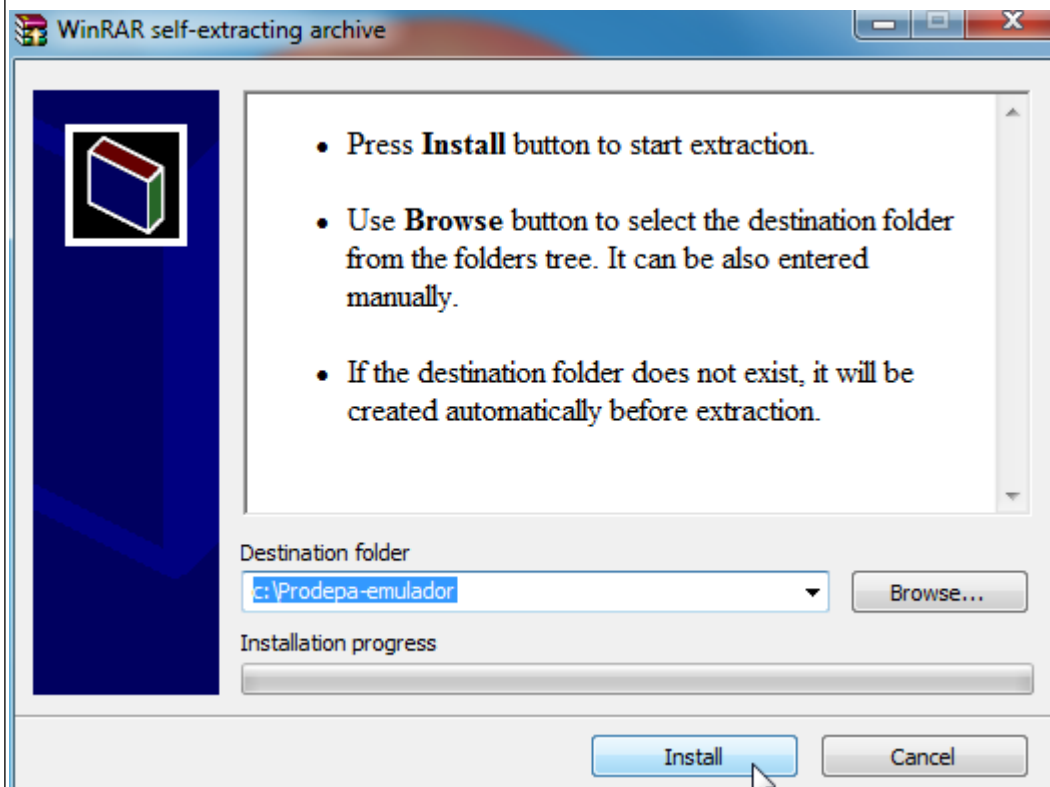 WinRAR self-extracting archive
Press Install button to start extraction.
Use Browse button to select the destination folder
from the folders tree. It can be also entered
manually.
If the destination folder does not exist, it will be
created automatically before extraction.
Destination folder
c:\Prodepa-emulador
Browse...
Installation progress
Install
Cancel